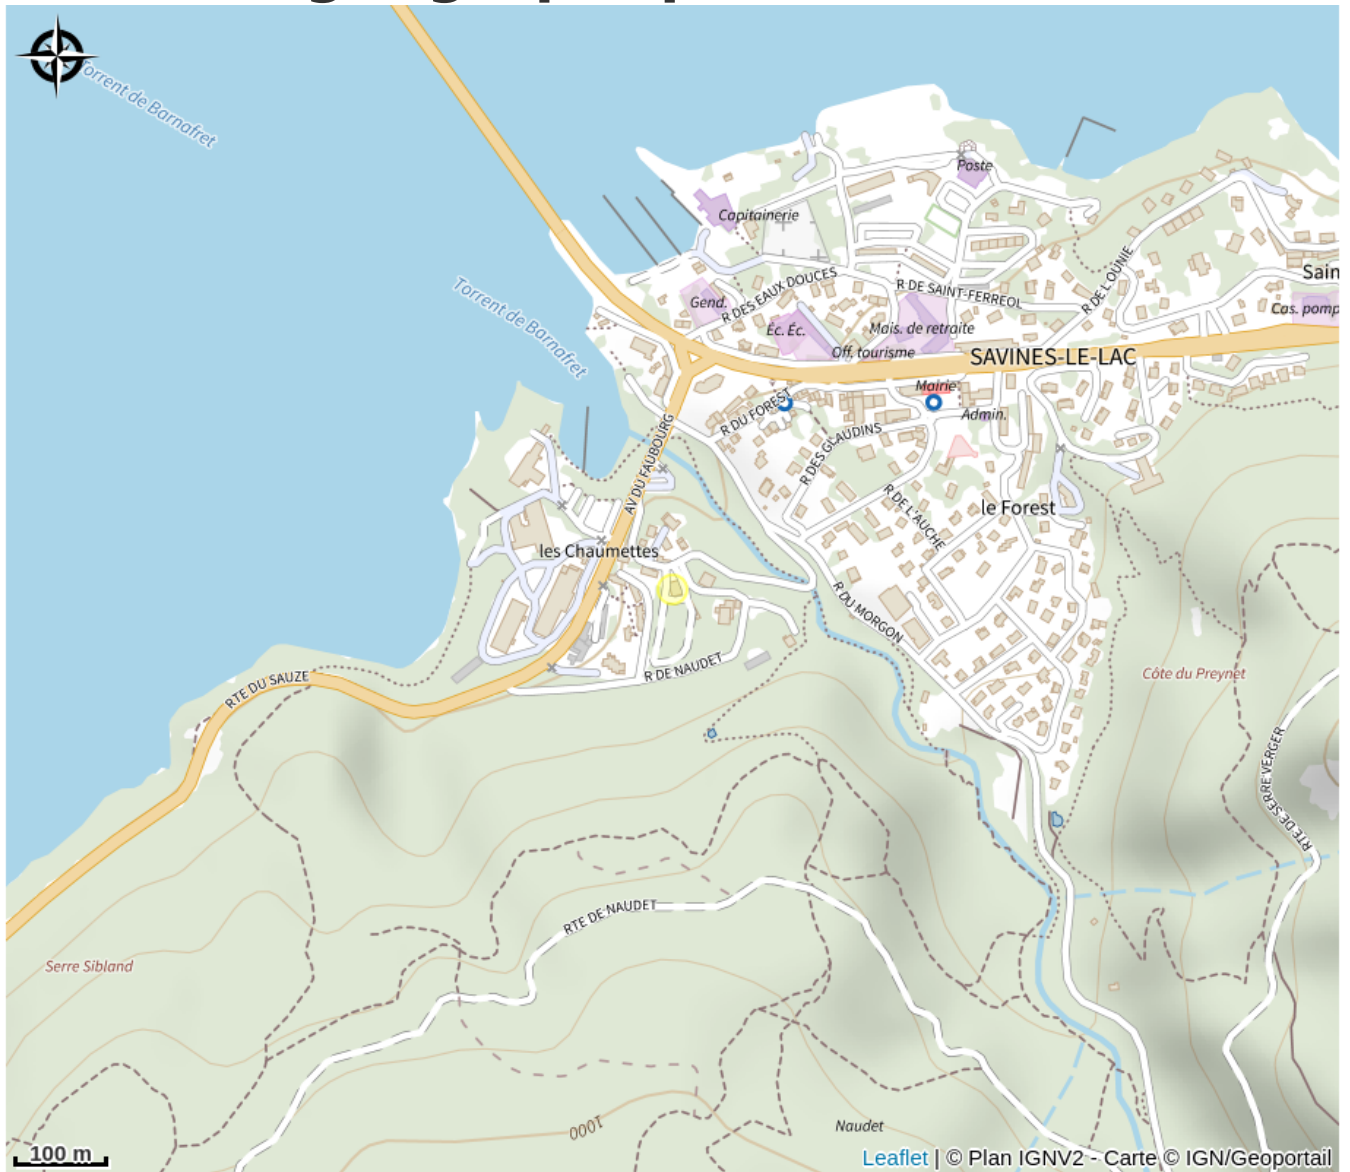 Torrent de Barnafret
Poste
Capitainerie
R DE LOUNIE
Sain
Torrent de Barnafret
Gend.
R DES EAUX DOUCES
R DE SAINT-FERREOL
Cas. pomp
Éc. Éc.
Mais. de retraite
Off. tourisme
SAVINES-LE-LAC
Mairie
R DU FOREST
Admin.
AV DU FAUBOURG
R DES GLAUDINS
R DE L'AUCHE
le Forest
les Chaumettes
R DU MORGON
R DE NAUDET
Côte du Preynet
RTE DU SAUZE
RTE DE SERRE VERGER
RTE DE NAUDET
Serre Sibland
1000
Naudet
100 m
Leaflet | © Plan IGNV2 - Carte © IGN/Geoportail